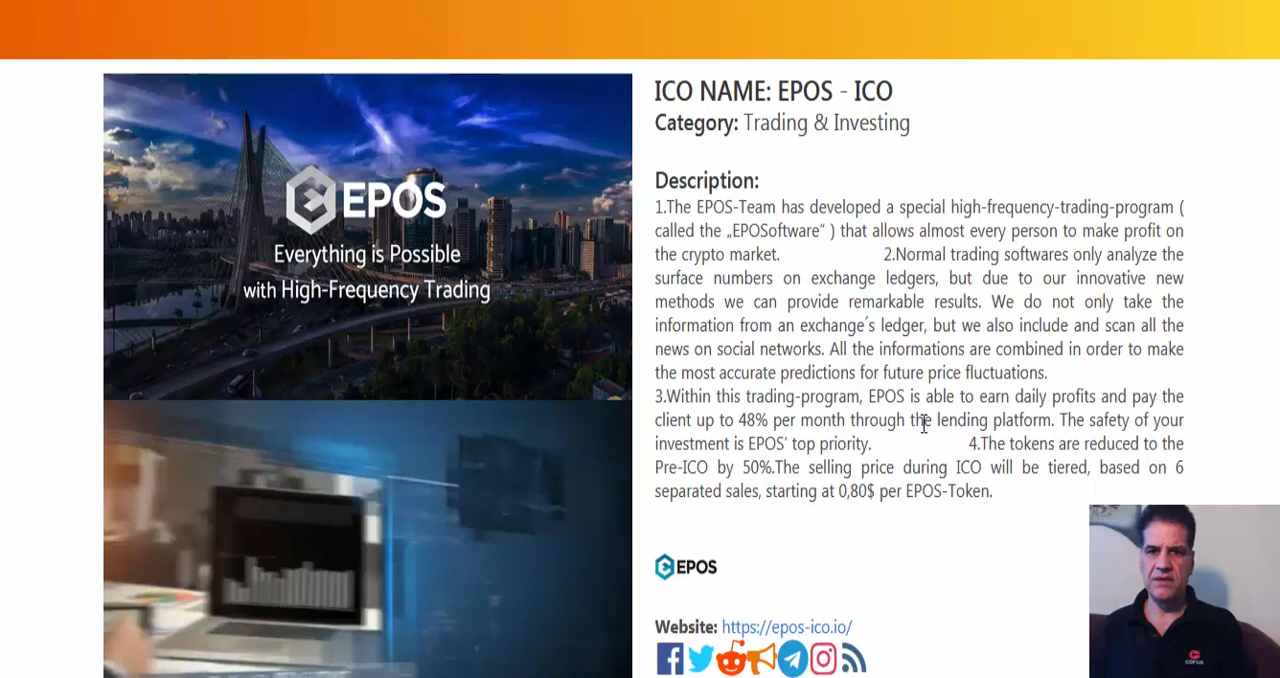 EPOS
Everything is Possible
with High-Frequency Trading
ICO NAME: EPOS - ICO
Category: Trading & Investing
Description:
1.The EPOS-Team has developed a special high-frequency-trading-program (
called the „EPOSoftware“ ) that allows almost every person to make profit on
the crypto market. 2.Normal trading softwares only analyze the
surface numbers on exchange ledgers, but due to our innovative new
methods we can provide remarkable results. We do not only take the
information from an exchange´s ledger, but we also include and scan all the
news on social networks. All the informations are combined in order to make
the most accurate predictions for future price fluctuations.
3.Within this trading-program, EPOS is able to earn daily profits and pay the
client up to 48% per month through the lending platform. The safety of your
investment is EPOS’ top priority. 4.The tokens are reduced to the
Pre-ICO by 50%.The selling price during ICO will be tiered, based on 6
separated sales, starting at 0,80$ per EPOS-Token.
EPOS
Website: https://epos-ico.io/